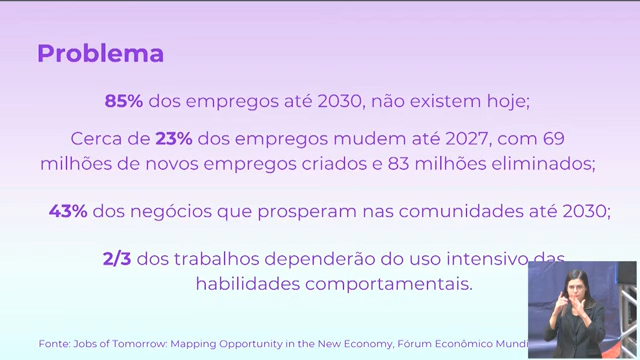 Problema
85% dos empregos até 2030, não existem hoje;
Cerca de 23% dos empregos mudem até 2027, com 69
milhões de novos empregos criados e 83 milhões eliminados;
43% dos negócios que prosperam nas comunidades até 2030;
2/3 dos trabalhos dependerão do uso intensivo das
habilidades comportamentais.
Fonte: Jobs of Tomorrow: Mapping Opportunity in the New Economy, Fórum Econômico